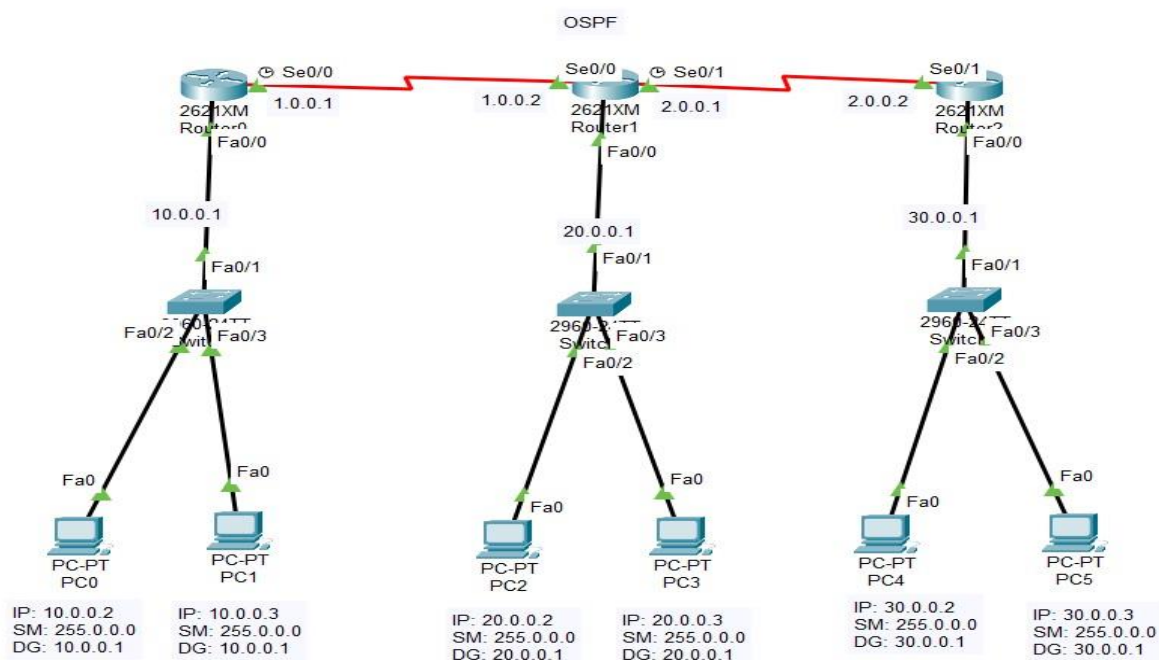 OSPF
Se0/0
1.0.0.1
1.0.0.2
Se0/0
Se0/1
2.0.0.1
2.0.0.2
Se0/1
2621XM
Router0
2621XM
Router1
2621XM
Router2
Fa0/0
Fa0/0
Fa0/0
10.0.0.1
20.0.0.1
30.0.0.1
Fa0/1
Fa0/1
Fa0/1
Fa0/2
Fa0/3
Switc
Fa0/3
Fa0/2
Fa0/3
Fa0/2
Fa0
Fa0
Fa0
Fa0
Fa0
Fa0
PC-PT
PC0
PC-PT
PC1
PC-PT
PC2
PC-PT
PC3
PC-PT
PC4
PC-PT
PC5
IP: 10.0.0.2
SM: 255.0.0.0
DG: 10.0.0.1
IP: 10.0.0.3
SM: 255.0.0.0
DG: 10.0.0.1
IP: 20.0.0.2
SM: 255.0.0.0
DG: 20.0.0.1
IP: 20.0.0.3
SM: 255.0.0.0
DG: 20.0.0.1
IP: 30.0.0.2
SM: 255.0.0.0
DG: 30.0.0.1
IP: 30.0.0.3
SM: 255.0.0.0
DG: 30.0.0.1